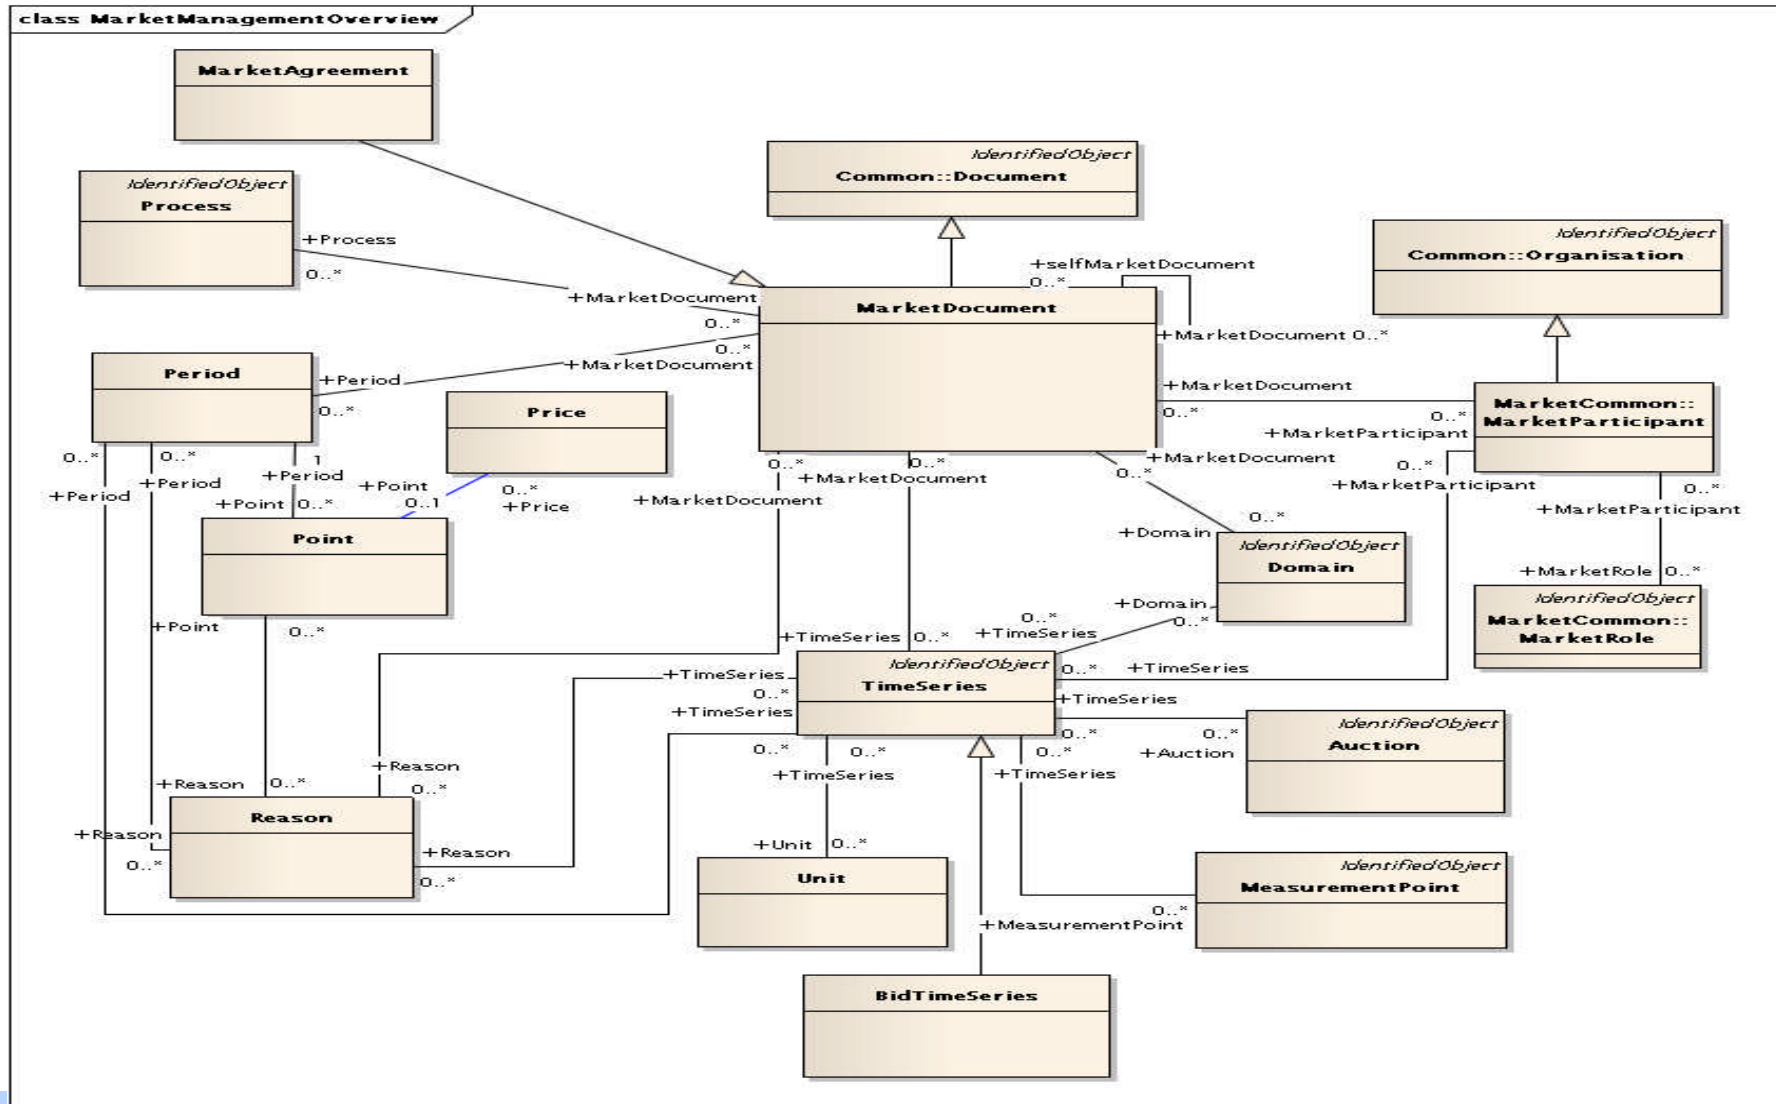 class MarketManagementOverview
MarketAgreement
IdentifiedObject
Process
+Process
0..*
IdentifiedObject
Common::Document
IdentifiedObject
Common::Organisation
+selfMarketDocument
0..*
+MarketDocument 0..*
MarketDocument
+MarketDocument
0..*
0..*
+MarketDocument
Period
+Period
0..*
Price
+MarketDocument
0..*
0..*
+MarketParticipant
MarketCommon::
MarketParticipant
0..*
+Period
0..*
+Period
1
+Period
+Point
0..*
+Point
0..1
0..*
+Price
0..*
+MarketDocument
0..*
+MarketDocument
+MarketDocument
0..*
0..*
+MarketParticipant
0..*
+MarketParticipant
Point
0..*
+Domain
IdentifiedObject
Domain
+Domain
0..*
+MarketRole 0..*
IdentifiedObject
MarketCommon::
MarketRole
+Point
0..*
+TimeSeries 0..*
0..*
+TimeSeries
IdentifiedObject
TimeSeries
+TimeSeries
0..*
+TimeSeries
0..*
0..*
+TimeSeries
+TimeSeries
0..*
0..*
+Auction
IdentifiedObject
Auction
0..*
+TimeSeries
0..*
+TimeSeries
+Reason
0..*
+Reason
0..*
Reason
+Reason
0..*
+Reason
0..*
+Unit
0..*
Unit
IdentifiedObject
MeasurementPoint
0..*
+MeasurementPoint
BidTimeSeries